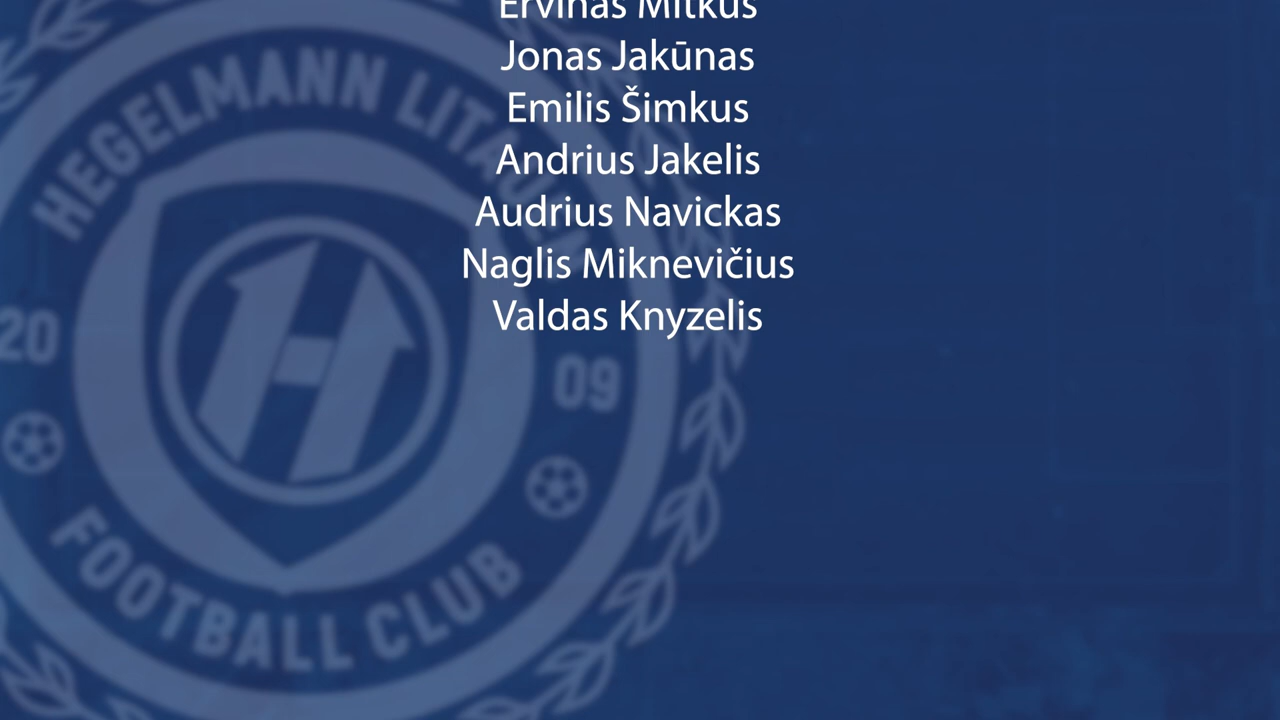 Ervinas Mitkus
Jonas Jakūnas
Emilis Šimkus
Andrius Jakelis
Audrius Navickas
Naglis Miknevičius
Valdas Knyzelis
HEGELMANN LITAUEN
20
09
FOOTBALL CLUB